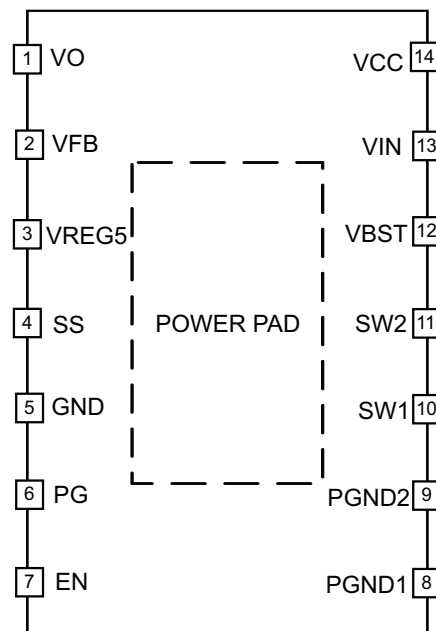 1 VO
14 VCC
2 VFB
13 VIN
3 VREG5
12 VBST
4 SS
POWER PAD
11 SW2
5 GND
10 SW1
6 PG
9 PGND2
7 EN
8 PGND1